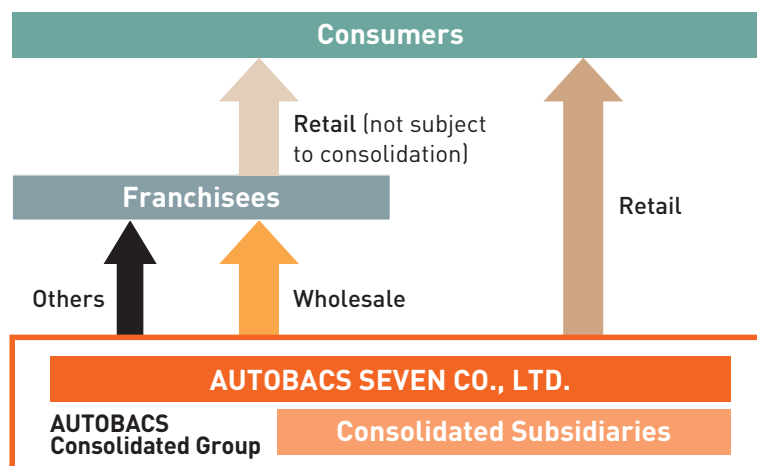 Consumers
Retail (not subject
to consolidation)
Franchisees
Retail
Others
Wholesale
AUTOBACS SEVEN CO., LTD.
AUTOBACS
Consolidated Group
Consolidated Subsidiaries